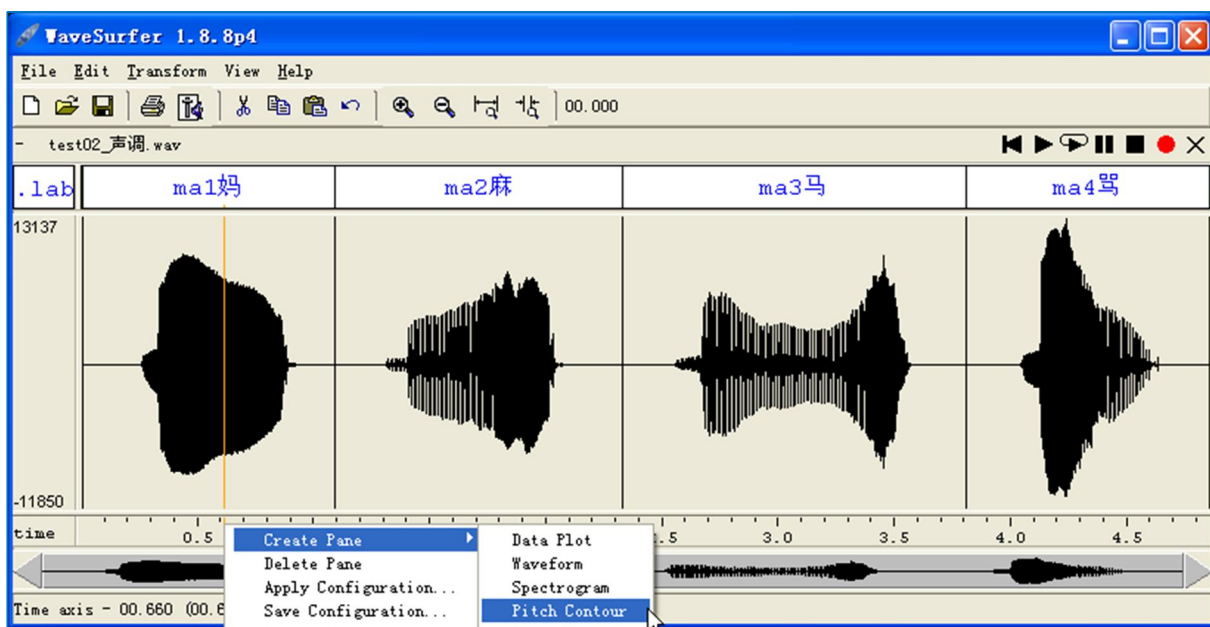 WaveSurfer 1.8.8p4
File Edit Transform View Help
00.000
- test02_声调.wav
.lab ma1妈 ma2麻 ma3马 ma4骂
13137
-11850
time 0.5 .5 3.0 3.5 4.0 4.5
Create Pane Data Plot
Delete Pane Waveform
Apply Configuration... Spectrogram
Time axis - 00.660 (00.6 Save Configuration... Pitch Contour